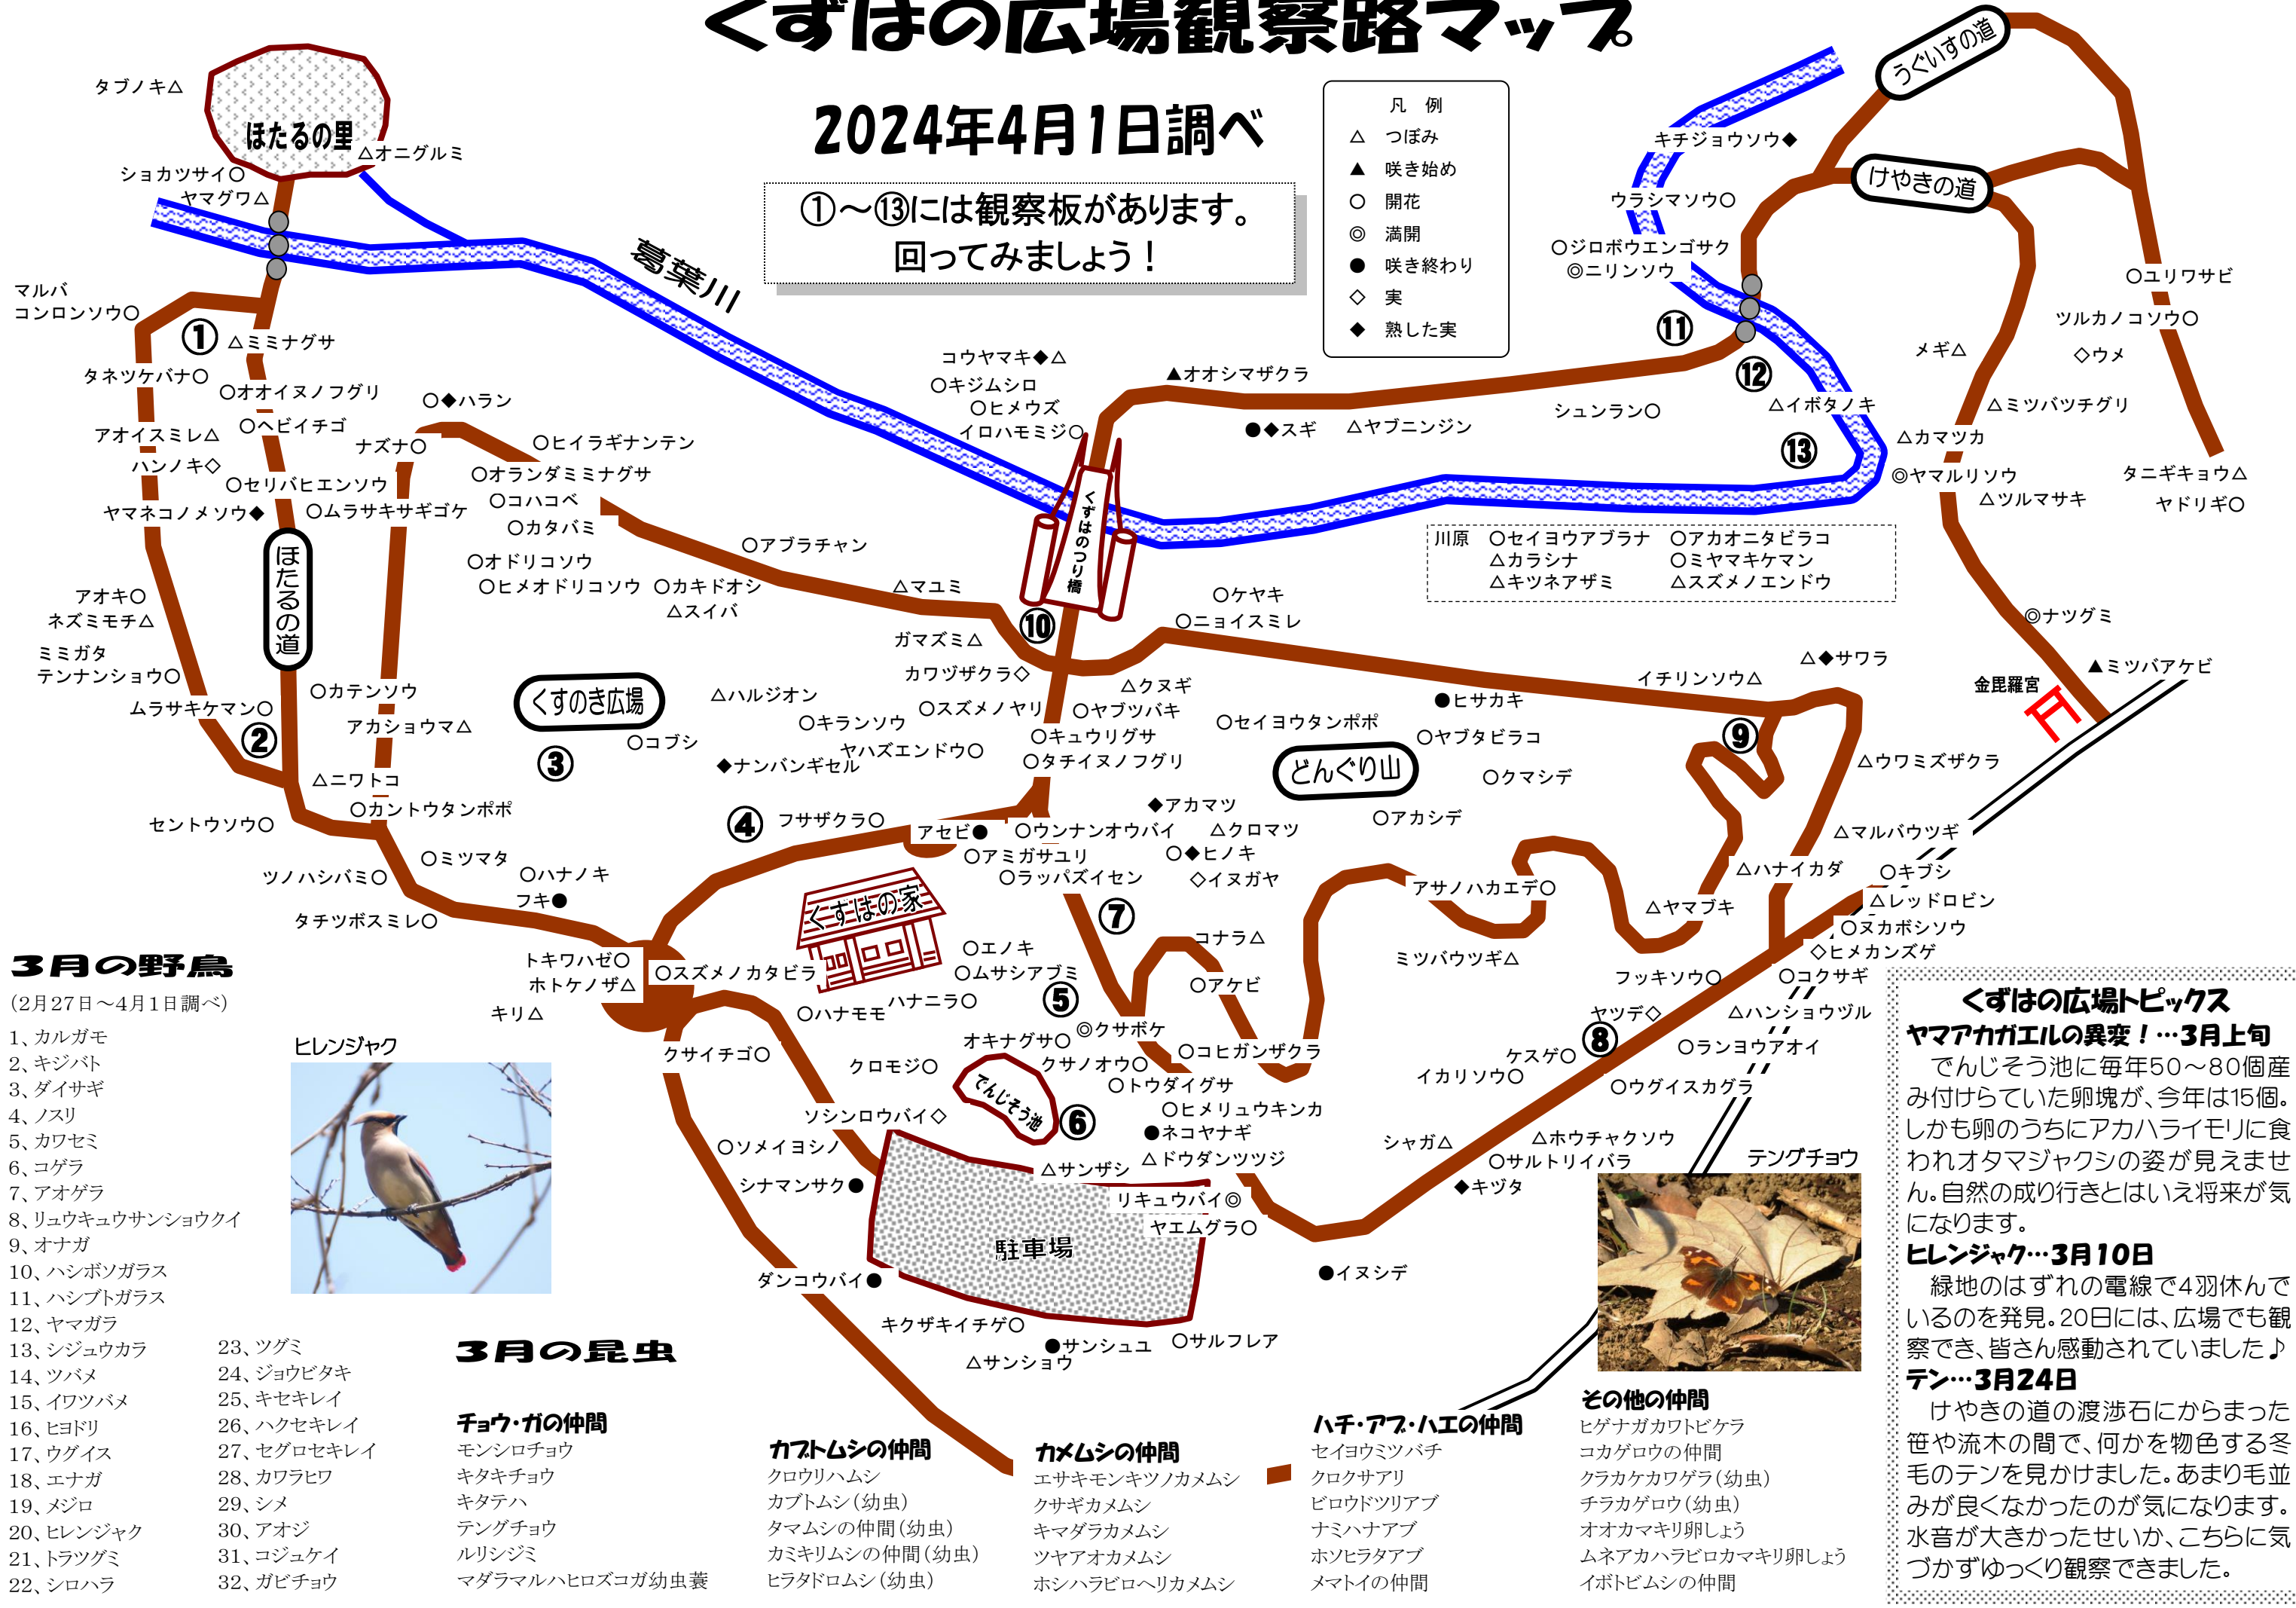 くずはの広場観察路マップ
2024年4月1日調べ
①～⑬には観察板があります。
回ってみましょう！
凡　例
△　つぼみ
▲　咲き始め
○　開花
◎　満開
●　咲き終わり
◇　実
◆　熟した実
タブノキ△
ほたるの里
△オニグルミ
ショカツサイ○
ヤマグワ△
葛葉川
マルバ
コンロンソウ○
①
△ミミナグサ
タネツケバナ○
○オオイヌノフグリ
アオイスミレ△
○ヘビイチゴ
ハンノキ◇
○セリバヒエンソウ
ヤマネコノメソウ◆
○ムラサキサギゴケ
ほたるの道
アオキ○
ネズミモチ△
ミミガタ
テンナンショウ○
ムラサキケマン○
②
○カテンソウ
アカショウマ△
△ニワトコ
○カントウタンポポ
セントウソウ○
○◆ハラン
ナズナ○
○ヒイラギナンテン
○オランダミミナグサ
○コハコベ
○カタバミ
○オドリコソウ
○ヒメオドリコソウ
○カキドオシ
△スイバ
○アブラチャン
△マユミ
ガマズミ△
カワヅザクラ◇
くすのき広場
③
○コブシ
△ハルジオン
○キランソウ
○スズメノヤリ
ヤハズエンドウ○
◆ナンバンギセル
④
フサザクラ○
アセビ●
コウヤマキ◆△
○キジムシロ
○ヒメウズ
イロハモミジ○
くずはのつり橋
⑩
▲オオシマザクラ
●◆スギ
△ヤブニンジン
シュンラン○
⑪
⑫
⑬
△イボタノキ
キチジョウソウ◆
ウラシマソウ○
○ジロボウエンゴサク
◎ニリンソウ
うぐいすの道
けやきの道
○ユリワサビ
ツルカノコソウ○
◇ウメ
メギ△
△ミツバツチグリ
△カマツカ
◎ヤマルリソウ
△ツルマサキ
タニギキョウ△
ヤドリギ○
川原　○セイヨウアブラナ　○アカオニタビラコ
△カラシナ　○ミヤマキケマン
△キツネアザミ　△スズメノエンドウ
◎ナツグミ
▲ミツバアケビ
金毘羅宮
○ケヤキ
○ニョイスミレ
△クヌギ
○ヤブツバキ
○キュウリグサ
○タチイヌノフグリ
○セイヨウタンポポ
●ヒサカキ
○ヤブタビラコ
どんぐり山
○クマシデ
○アカシデ
イチリンソウ△
△◆サワラ
⑨
△ウワミズザクラ
△マルバウツギ
△ハナイカダ
○キブシ
△レッドロビン
○ヌカボシソウ
◇ヒメカンスゲ
○コクサギ
△ハンショウヅル
○ランヨウアオイ
○ウグイスカグラ
◆アカマツ
○ウンナンオウバイ
△クロマツ
○アミガサユリ
○◆ヒノキ
○ラッパズイセン
◇イヌガヤ
⑦
アサノハカエデ○
△ヤマブキ
ミツバウツギ△
コナラ△
○アケビ
フッキソウ○
ヤツデ◇
⑧
ケスゲ○
イカリソウ○
シャガ△
△ホウチャクソウ
○サルトリイバラ
◆キヅタ
●イヌシデ
ツノハシバミ○
○ミツマタ
○ハナノキ
フキ●
タチツボスミレ○
トキワハゼ○
ホトケノザ△
キリ△
○スズメノカタビラ
くずはの家
○エノキ
○ムサシアブミ
ハナニラ○
○ハナモモ
⑤
オキナグサ○
◎クサボケ
クサノオウ○
○コヒガンザクラ
○トウダイグサ
○ヒメリュウキンカ
●ネコヤナギ
△ドウダンツツジ
△サンザシ
リキュウバイ◎
ヤエムグラ○
でんじそう池
⑥
クサイチゴ○
クロモジ○
ソシンロウバイ◇
○ソメイヨシノ
シナマンサク●
ダンコウバイ●
駐車場
キクザキイチゲ○
●サンシュユ
○サルフレア
△サンショウ
3月の野鳥
(2月27日～4月1日調べ)
1、カルガモ
2、キジバト
3、ダイサギ
4、ノスリ
5、カワセミ
6、コゲラ
7、アオゲラ
8、リュウキュウサンショウクイ
9、オナガ
10、ハシボソガラス
11、ハシブトガラス
12、ヤマガラ
13、シジュウカラ
14、ツバメ
15、イワツバメ
16、ヒヨドリ
17、ウグイス
18、エナガ
19、メジロ
20、ヒレンジャク
21、トラツグミ
22、シロハラ
23、ツグミ
24、ジョウビタキ
25、キセキレイ
26、ハクセキレイ
27、セグロセキレイ
28、カワラヒワ
29、シメ
30、アオジ
31、コジュケイ
32、ガビチョウ
ヒレンジャク
3月の昆虫
チョウ・ガの仲間
モンシロチョウ
キタキチョウ
キタテハ
テングチョウ
ルリシジミ
マダラマルハヒロズコガ幼虫蓑
カブトムシの仲間
クロウリハムシ
カブトムシ(幼虫)
タマムシの仲間(幼虫)
カミキリムシの仲間(幼虫)
ヒラタドロムシ(幼虫)
カメムシの仲間
エサキモンキツノカメムシ
クサギカメムシ
キマダラカメムシ
ツヤアオカメムシ
ホシハラビロヘリカメムシ
ハチ・アブ・ハエの仲間
セイヨウミツバチ
クロクサアリ
ビロウドツリアブ
ナミハナアブ
ホソヒラタアブ
メマトイの仲間
その他の仲間
ヒゲナガカワトビケラ
コカゲロウの仲間
クラカケカワゲラ(幼虫)
チラカゲロウ(幼虫)
オオカマキリ卵しょう
ムネアカハラビロカマキリ卵しょう
イボトビムシの仲間
テングチョウ
くずはの広場トピックス
ヤマアカガエルの異変！…3月上旬
でんじそう池に毎年50～80個産
み付けらていた卵塊が、今年は15個。
しかも卵のうちにアカハライモリに食
われオタマジャクシの姿が見えませ
ん。自然の成り行きとはいえ将来が気
になります。
ヒレンジャク…3月10日
緑地のはずれの電線で4羽休んで
いるのを発見。20日には、広場でも観
察でき、皆さん感動されていました♪
テン…3月24日
けやきの道の渡渉石にからまった
笹や流木の間で、何かを物色する冬
毛のテンを見かけました。あまり毛並
みが良くなかったのが気になります。
水音が大きかったせいか、こちらに気
づかずゆっくり観察できました。